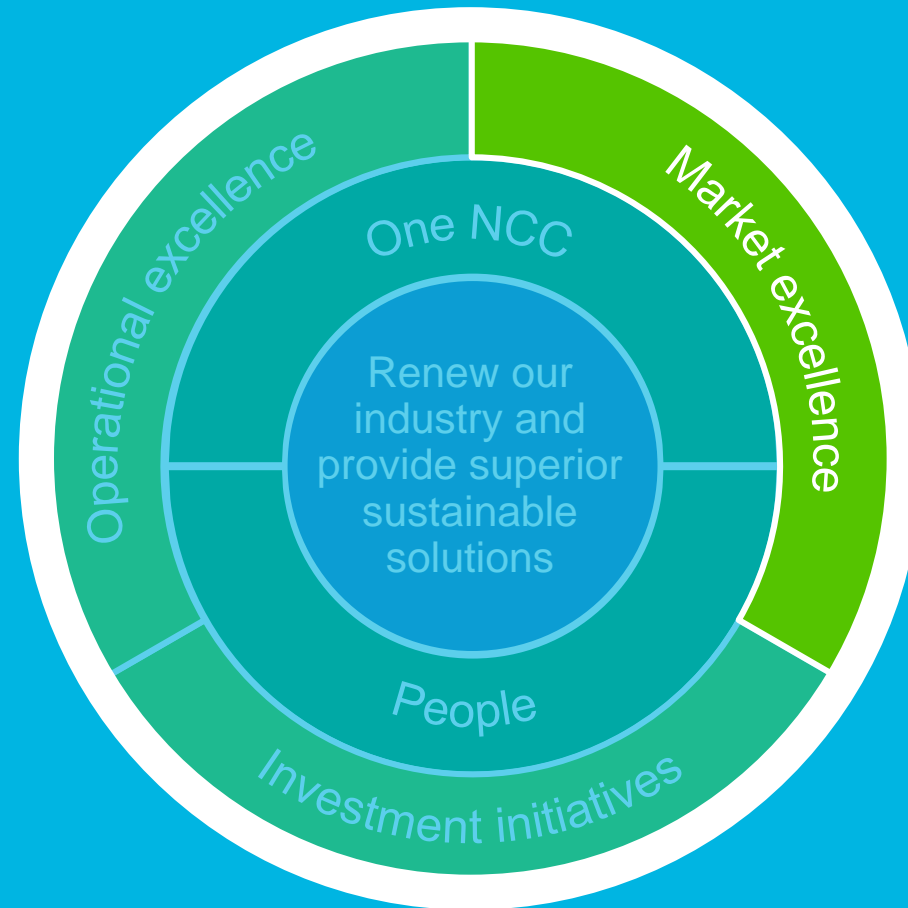 Operational excellence
Market excellence
One NCC
Renew our
industry and
provide superior
sustainable
solutions
People
Investment initiatives